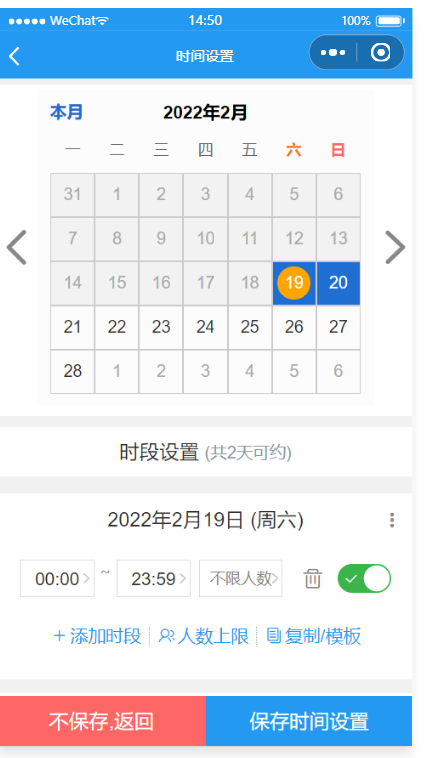 ●●●●● WeChat 14:50 100%
时间设置
本月 2022年2月
一 二 三 四 五 六 日
31 1 2 3 4 5 6
7 8 9 10 11 12 13
14 15 16 17 18 19 20
21 22 23 24 25 26 27
28 1 2 3 4 5 6
时段设置 (共2天可约)
2022年2月19日 (周六)
00:00 ~ 23:59 不限人数
+ 添加时段 人数上限 复制/模板
不保存,返回 保存时间设置